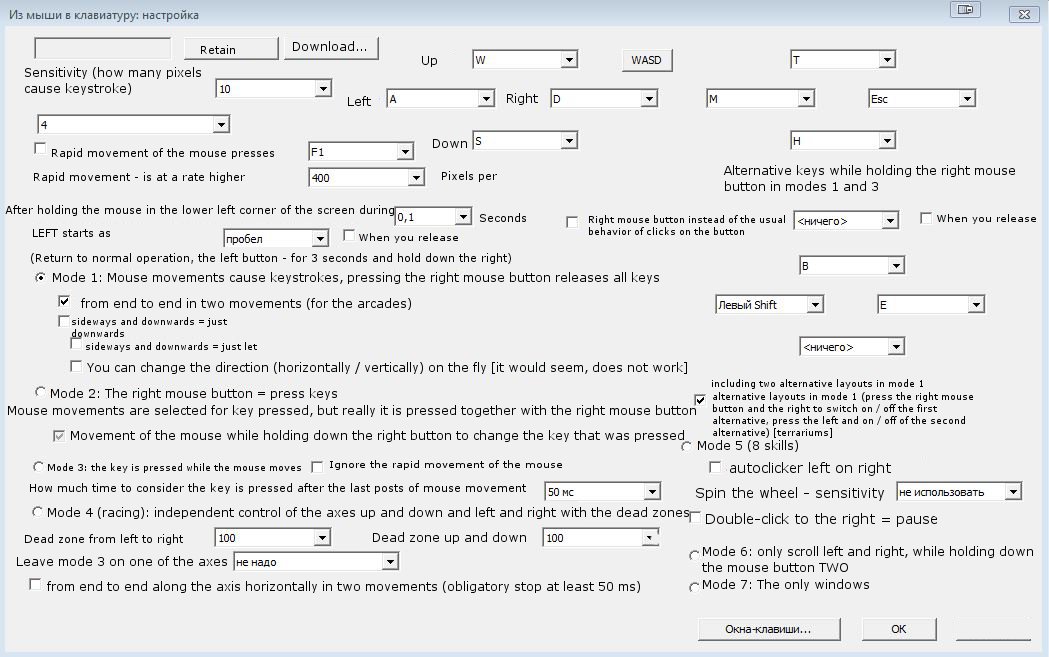 Из мыши в клавиатуру: настройка
Retain
Download...
Up
W
WASD
T
Sensitivity (how many pixels
cause keystroke)
10
Left
A
Right
D
M
Esc
4
Down
S
H
Rapid movement of the mouse presses
F1
Rapid movement - is at a rate higher
400
Pixels per
Alternative keys while holding the right mouse
button in modes 1 and 3
After holding the mouse in the lower left corner of the screen during
0,1
Seconds
Right mouse button instead of the usual
behavior of clicks on the button
<ничего>
When you release
LEFT starts as
пробел
When you release
(Return to normal operation, the left button - for 3 seconds and hold down the right)
B
Mode 1: Mouse movements cause keystrokes, pressing the right mouse button releases all keys
from end to end in two movements (for the arcades)
Левый Shift
E
sideways and downwards = just
downwards
sideways and downwards = just let
<ничего>
You can change the direction (horizontally / vertically) on the fly [it would seem, does not work]
including two alternative layouts in mode 1
alternative layouts in mode 1 (press the right mouse
button and the right to switch on / off the first
alternative, press the left and on / off of the second
alternative) [terrariums]
Mode 2: The right mouse button = press keys
Mouse movements are selected for key pressed, but really it is pressed together with the right mouse button
Movement of the mouse while holding down the right button to change the key that was pressed
Mode 5 (8 skills)
Mode 3: the key is pressed while the mouse moves
Ignore the rapid movement of the mouse
autoclicker left on right
How much time to consider the key is pressed after the last posts of mouse movement
50 мс
Spin the wheel - sensitivity
не использовать
Mode 4 (racing): independent control of the axes up and down and left and right with the dead zones
Double-click to the right = pause
Dead zone from left to right
100
Dead zone up and down
100
Leave mode 3 on one of the axes
не надо
Mode 6: only scroll left and right, while holding down
the mouse button TWO
from end to end along the axis horizontally in two movements (obligatory stop at least 50 ms)
Mode 7: The only windows
Окна-клавиши...
OK